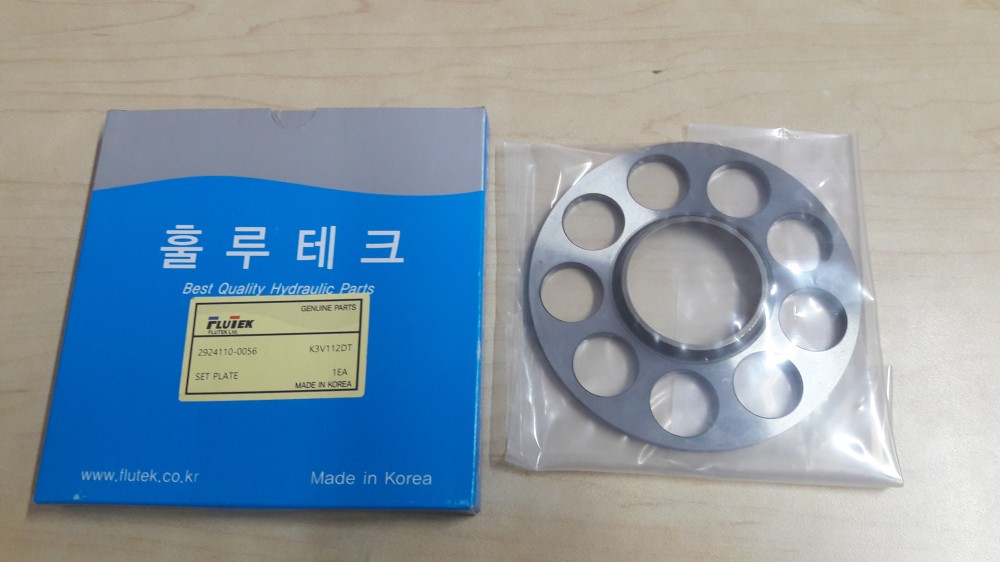 훌루테크
Best Quality Hydraulic Parts
GENUINE PARTS
FLUTEK
FLUTEK Ltd.
2924110-0056 K3V112DT
SET PLATE 1EA
MADE IN KOREA
www.flutek.co.kr Made in Korea